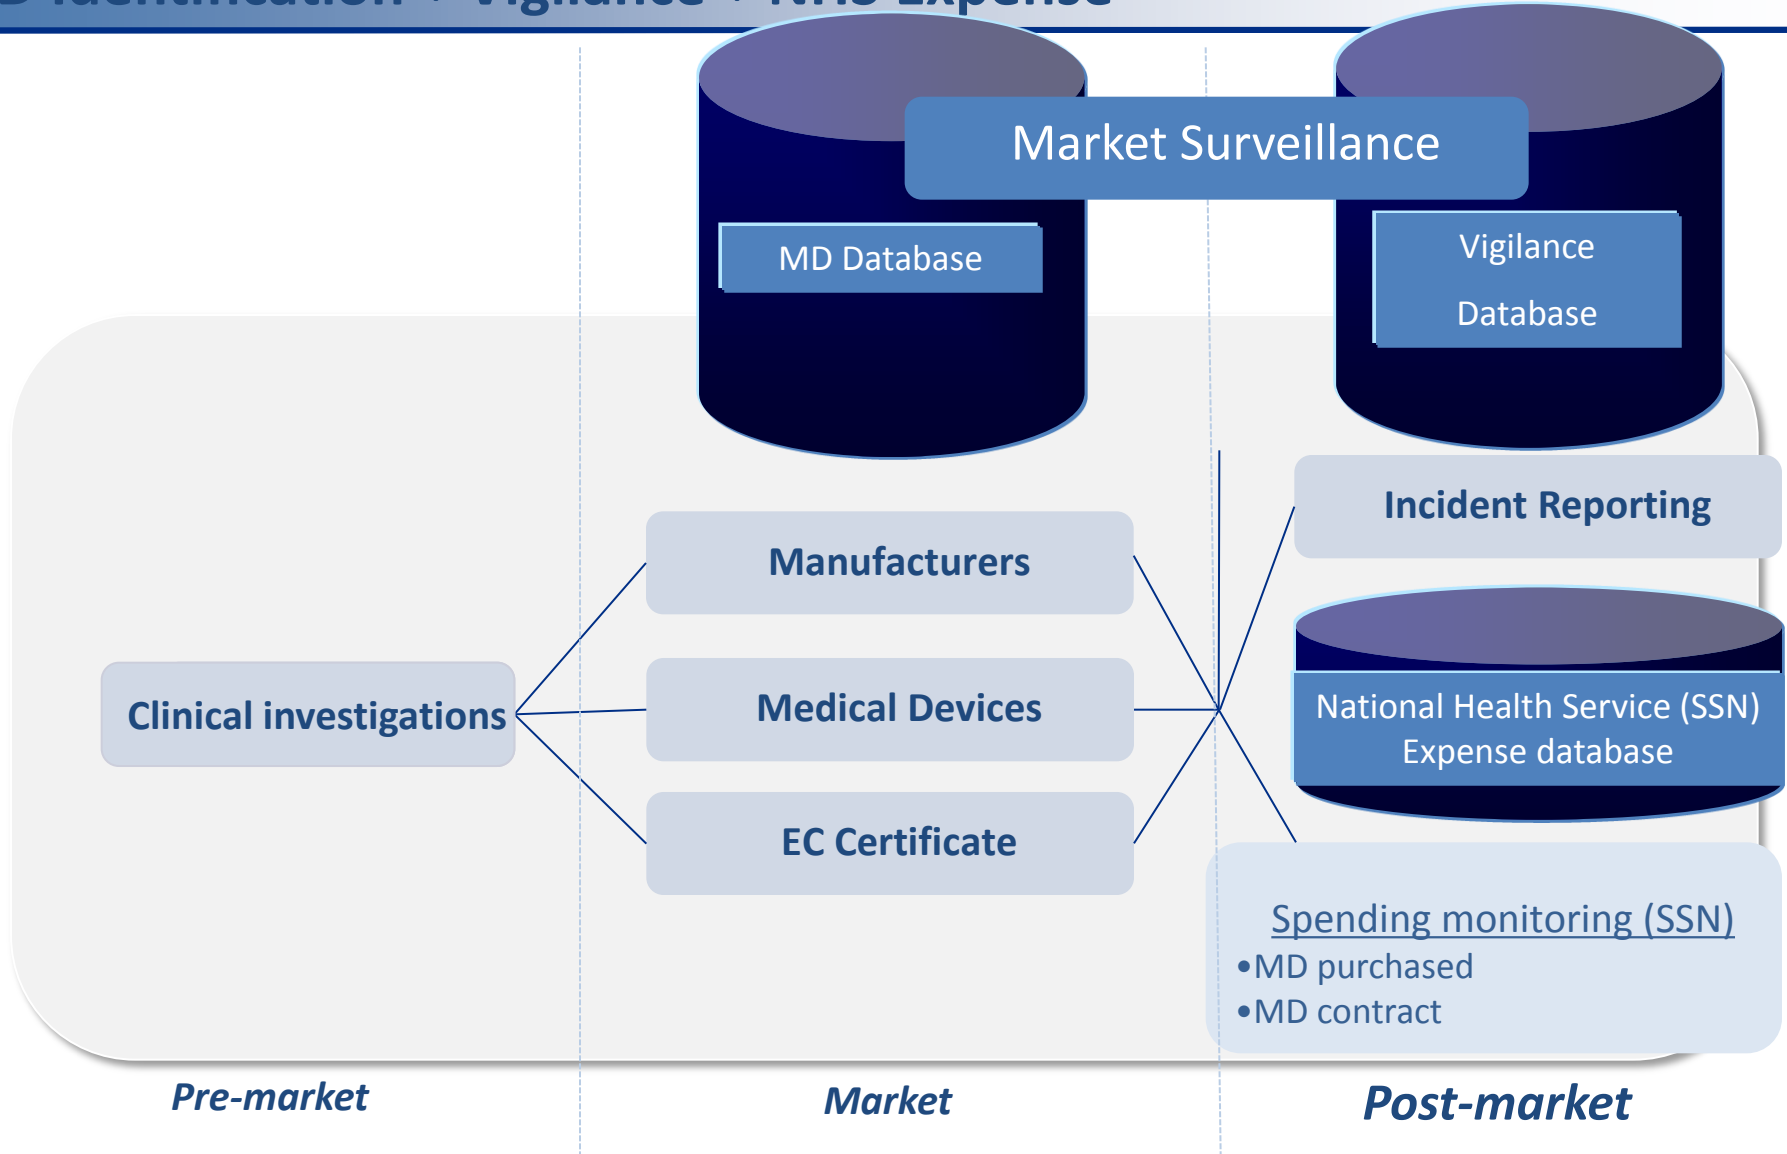 Market Surveillance
MD Database
Vigilance
Database
Incident Reporting
Manufacturers
Medical Devices
Clinical investigations
EC Certificate
National Health Service (SSN)
Expense database
Spending monitoring (SSN)
•MD purchased
•MD contract
Pre-market
Market
Post-market